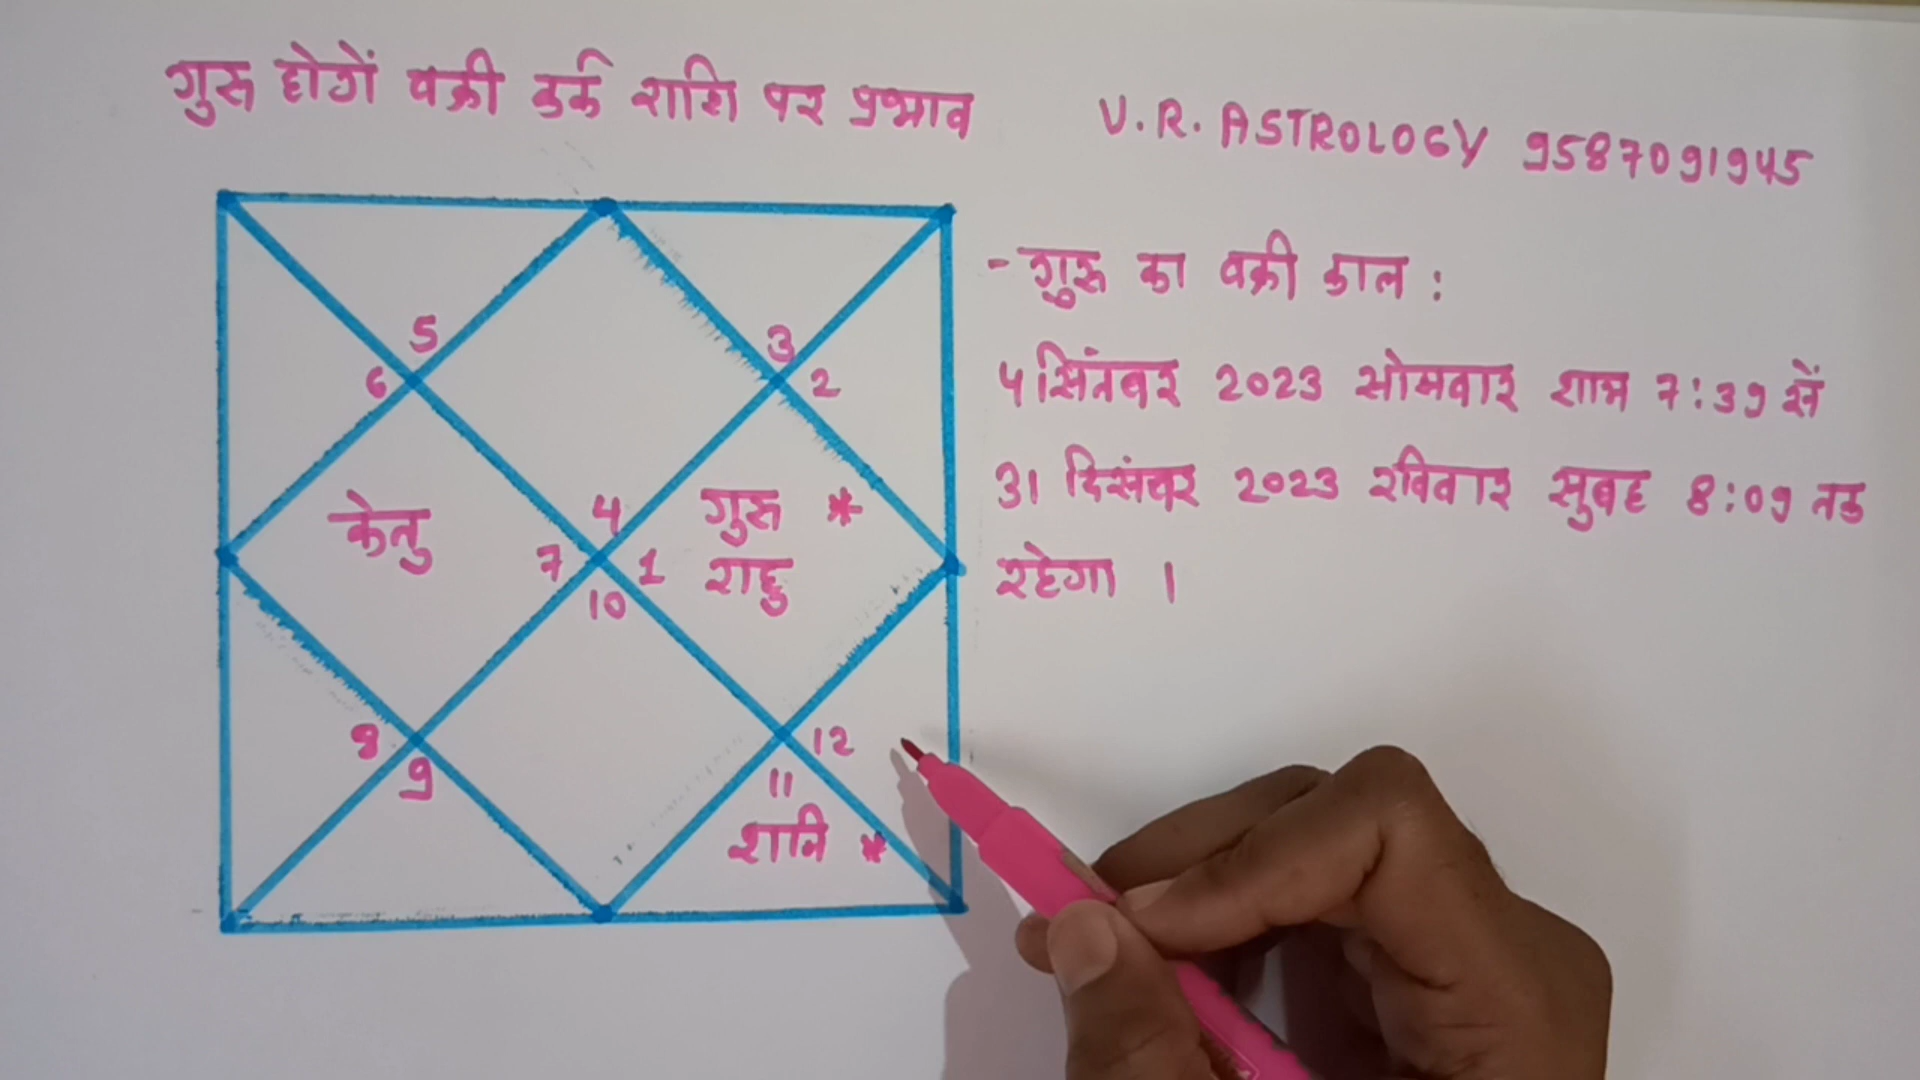 गुरु होगें वक्री कर्क राशि पर प्रभाव
V.R. ASTROLOGY 9587091945
- गुरु का वक्री काल :
4 सितंबर 2023 सोमवार शाम 7:39 सें
31 दिसंबर 2023 रविवार सुबह 8:09 तक
रहेगा ।
5
3
6
2
केतु
4
गुरु *
7
1
राहु
10
8
12
9
11
शनि *